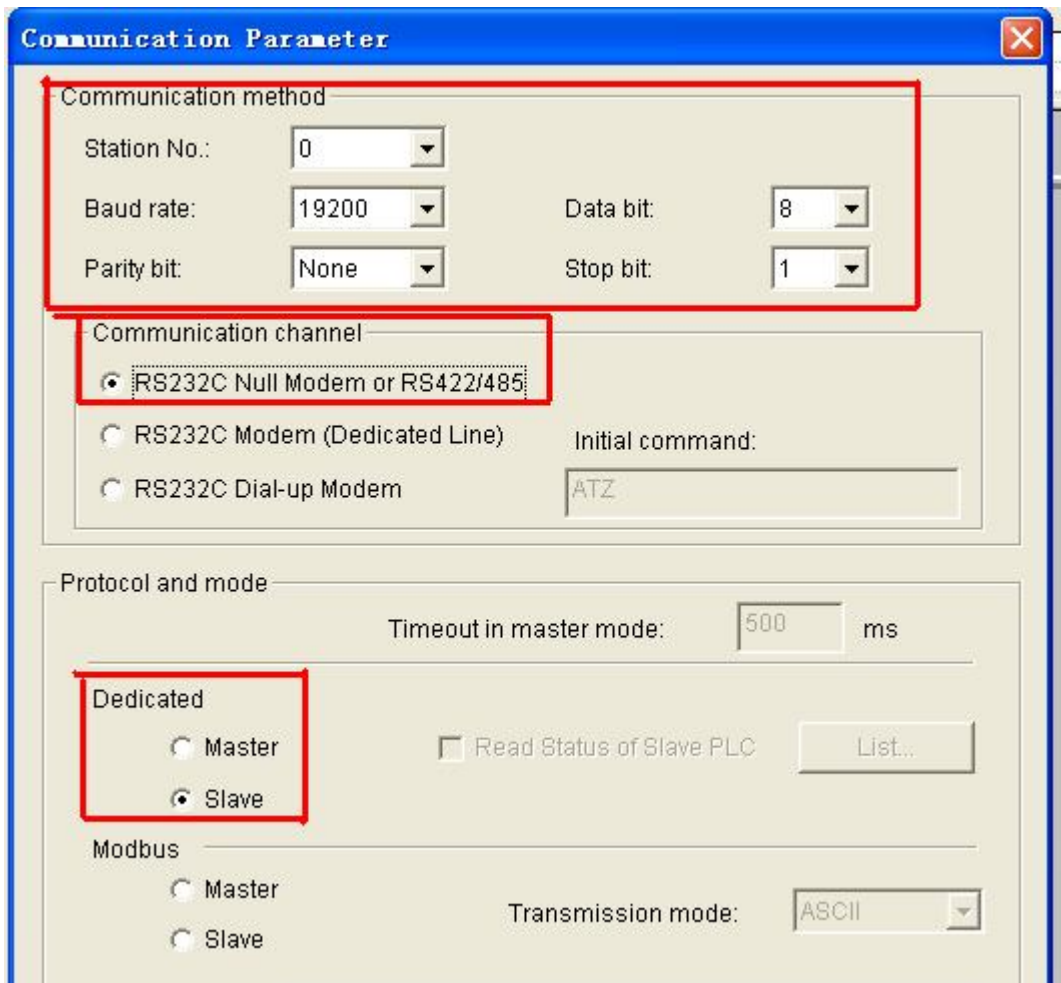 Communication Parameter
Communication method
Station No.: 0
Baud rate: 19200 Data bit: 8
Parity bit: None Stop bit: 1
Communication channel
RS232C Null Modem or RS422/485
RS232C Modem (Dedicated Line) Initial command:
RS232C Dial-up Modem ATZ
Protocol and mode
Timeout in master mode: 500 ms
Dedicated
Master Read Status of Slave PLC List...
Slave
Modbus
Master
Transmission mode: ASCII
Slave